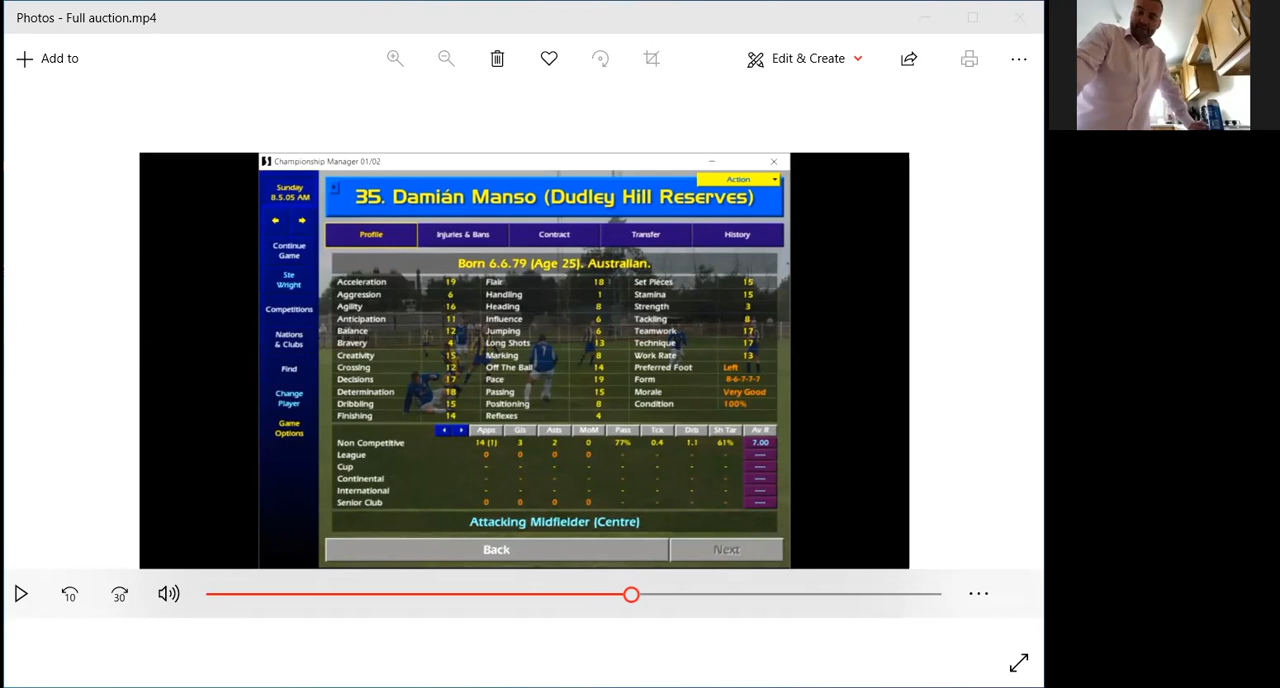 Photos - Full auction.mp4
Add to
Edit & Create
Championship Manager 01/02
Sunday
8.5.05 AM
Continue
Game
Ste
Wright
Competitions
Nations
& Clubs
Find
Change
Player
Game
Options
Action
35. Damián Manso (Dudley Hill Reserves)
Profile Injuries & Bans Contract Transfer History
Born 6.6.79 (Age 25). Australian.
Acceleration 19 Flair 18 Set Pieces 15
Aggression 6 Handling 1 Stamina 15
Agility 16 Heading 8 Strength 3
Anticipation 11 Influence 6 Tackling 8
Balance 12 Jumping 6 Teamwork 17
Bravery 4 Long Shots 13 Technique 17
Creativity 15 Marking 8 Work Rate 13
Crossing 12 Off The Ball 14 Preferred Foot Left
Decisions 17 Pace 19 Form 8-6-7-7-7
Determination 18 Passing 15 Morale Very Good
Dribbling 15 Positioning 8 Condition 100%
Finishing 14 Reflexes 4
Apps Gls Asts MoM Pass Tck Drb Sh Tar Av R
Non Competitive 14 (1) 3 2 0 77% 0.4 1.1 61% 7.00
League 0 0 0 0 - - - - ---
Cup - - - - - - - - ---
Continental - - - - - - - - ---
International - - - - - - - - ---
Senior Club 0 0 0 0 - - - - ---
Attacking Midfielder (Centre)
Back Next
10 30